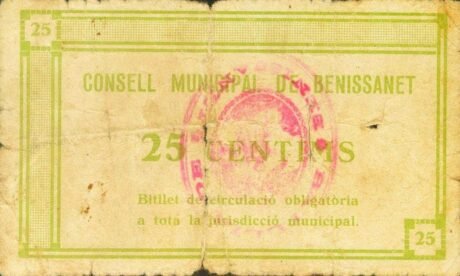 25
CONSELL MUNICIPAL DE BENISSANET
25 CENTIMS
Bitllet de circulació obligatòria
a tota la jurisdicció municipal.
25